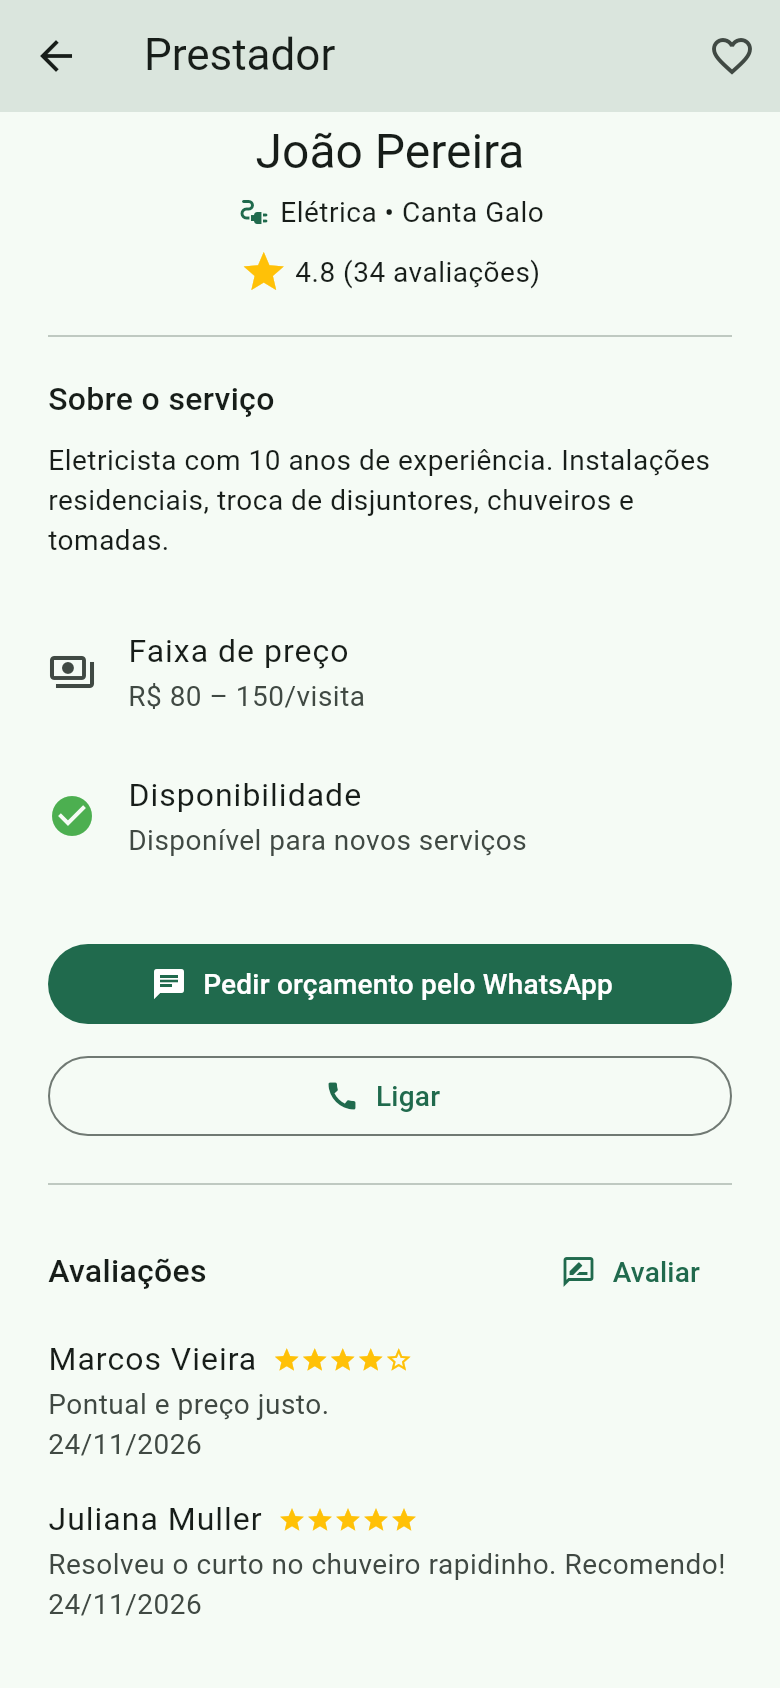 Prestador
João Pereira
Elétrica • Canta Galo
4.8 (34 avaliações)
Sobre o serviço
Eletricista com 10 anos de experiência. Instalações
residenciais, troca de disjuntores, chuveiros e
tomadas.
Faixa de preço
R$ 80 – 150/visita
Disponibilidade
Disponível para novos serviços
Pedir orçamento pelo WhatsApp
Ligar
Avaliações
Avaliar
Marcos Vieira
Pontual e preço justo.
24/11/2026
Juliana Muller
Resolveu o curto no chuveiro rapidinho. Recomendo!
24/11/2026